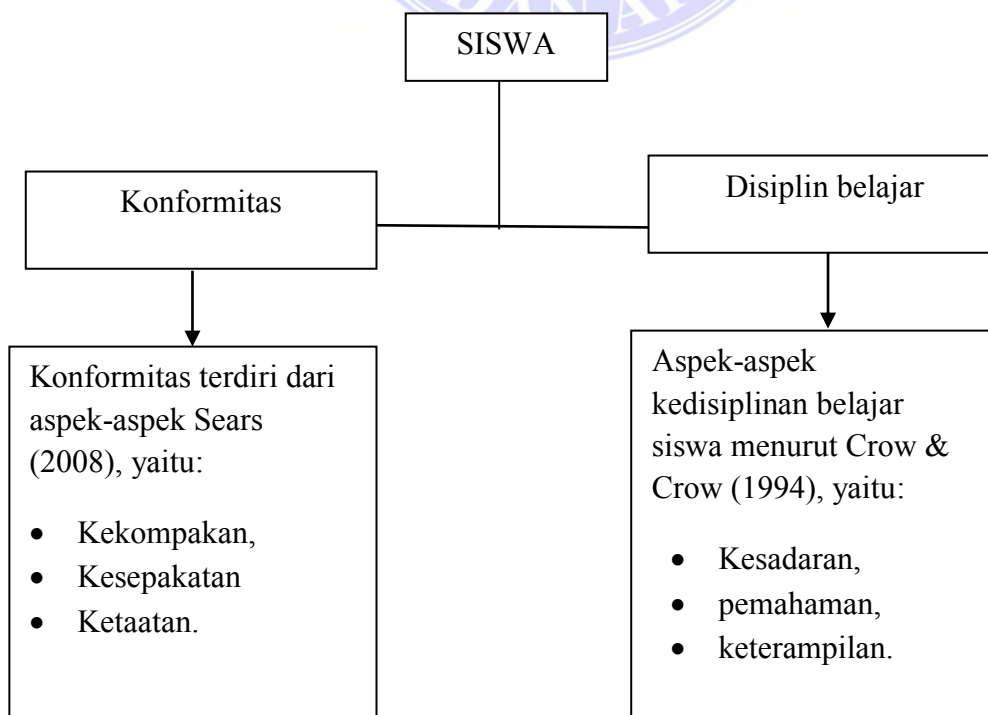 SISWA
Konformitas
Disiplin belajar
Konformitas terdiri dari
aspek-aspek Sears
(2008), yaitu:
• Kekompakan,
• Kesepakatan
• Ketaatan.
Aspek-aspek
kedisiplinan belajar
siswa menurut Crow &
Crow (1994), yaitu:
• Kesadaran,
• pemahaman,
• keterampilan.